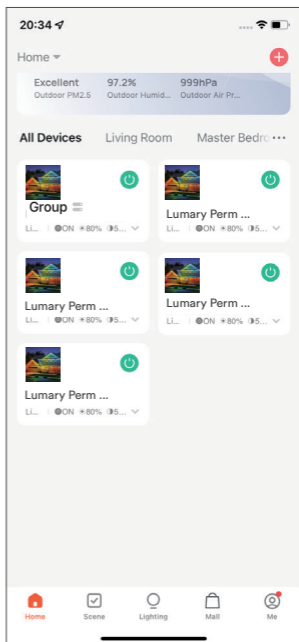 20:34
Home
Excellent 97.2% 999hPa
Outdoor PM2.5 Outdoor Humid... Outdoor Air Pr...
All Devices Living Room Master Bedro ...
Group
Li... ON 80% 5...
Lumary Perm ...
Li... ON 80% 5...
Lumary Perm ...
Li... ON 80% 5...
Lumary Perm ...
Li... ON 80% 5...
Lumary Perm ...
Li... ON 80% 5...
Home Scene Lighting Mall Me